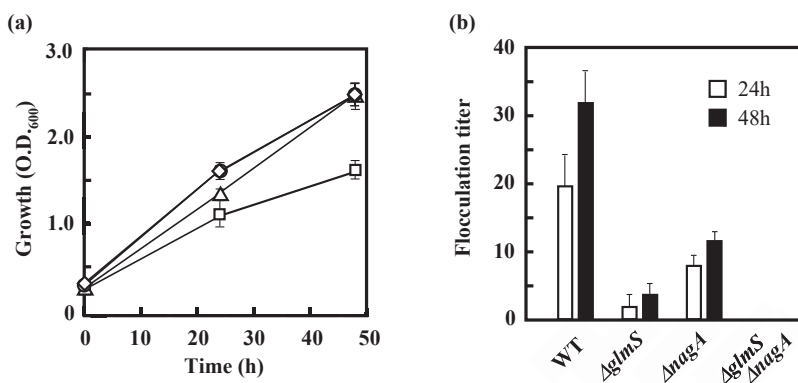 (a)
3.0
2.0
1.0
0
0 10 20 30 40 50
Growth (O.D.600)
Time (h)
(b)
40
30
20
10
0
Flocculation titer
24h
48h
WT
ΔglmS
ΔnagA
ΔglmS
ΔnagA